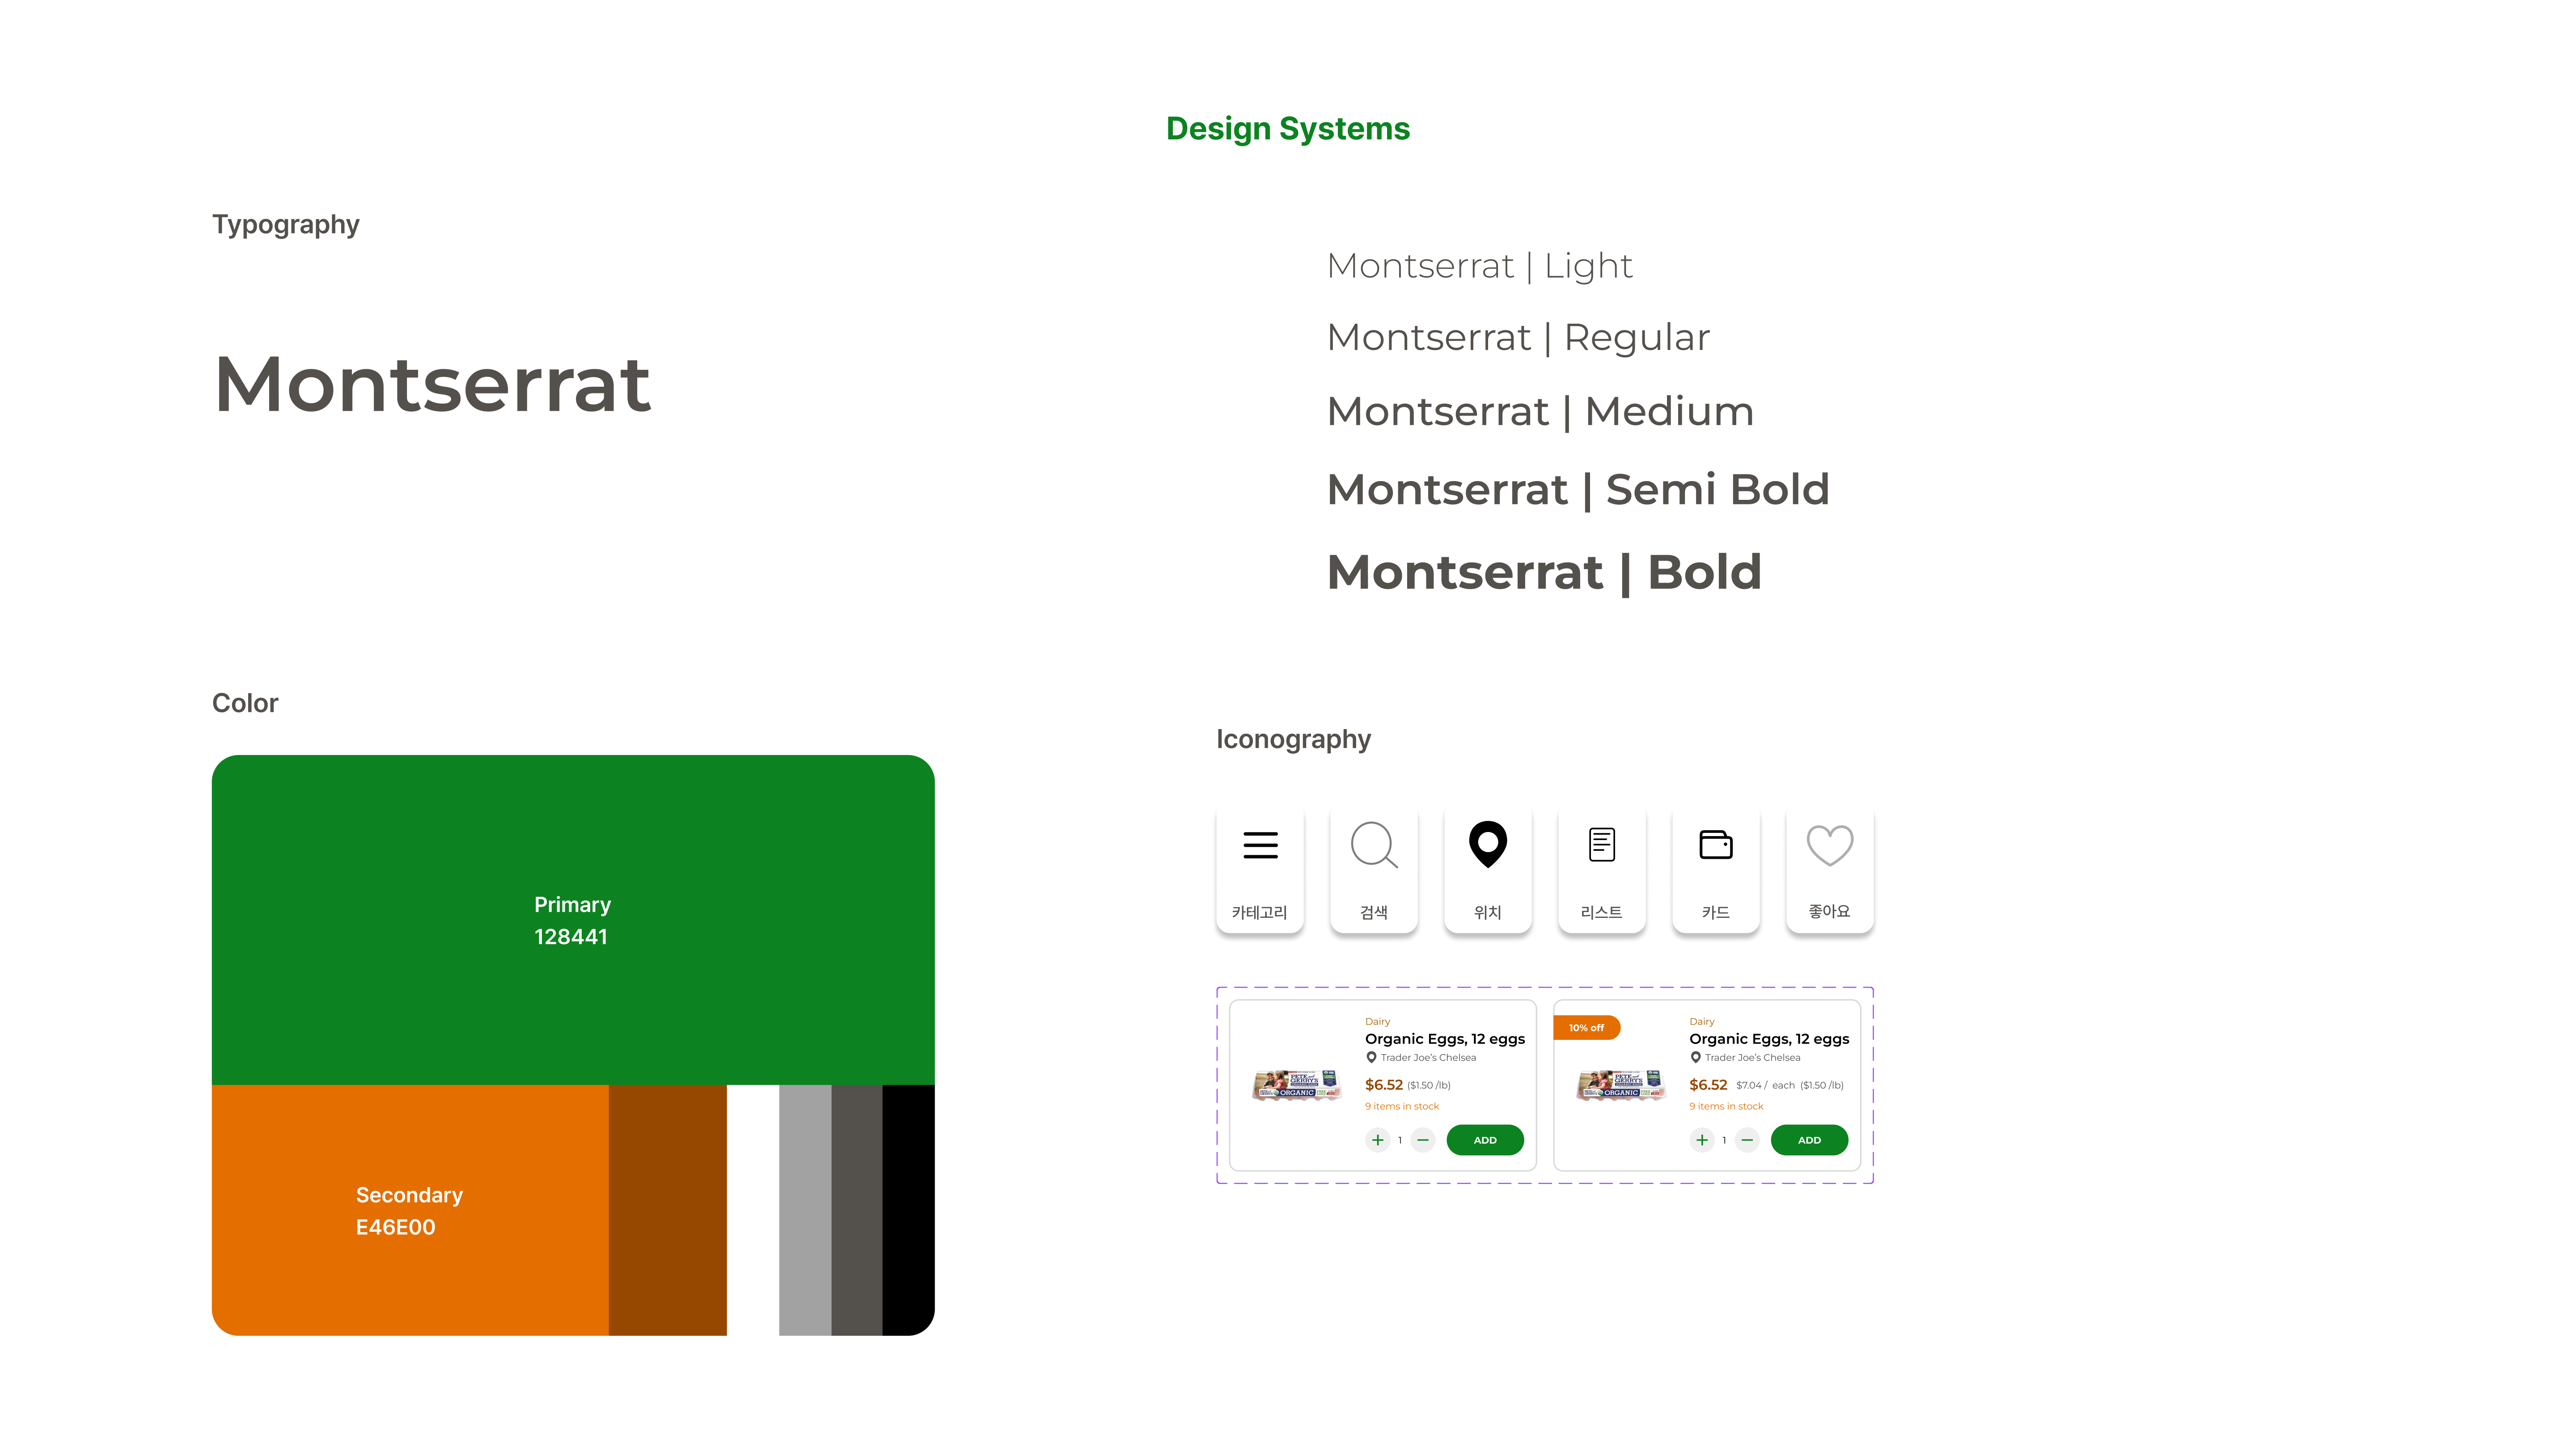 Design Systems
Typography
Montserrat
Montserrat | Light
Montserrat | Regular
Montserrat | Medium
Montserrat | Semi Bold
Montserrat | Bold
Color
Primary
128441
Secondary
E46E00
Iconography
카테고리
검색
위치
리스트
카드
좋아요
Dairy
Organic Eggs, 12 eggs
Trader Joe's Chelsea
$6.52 ($1.50 /lb)
9 items in stock
1
ADD
ORGANIC
10% off
Dairy
Organic Eggs, 12 eggs
Trader Joe's Chelsea
$6.52 $7.04 / each ($1.50 /lb)
9 items in stock
1
ADD
ORGANIC